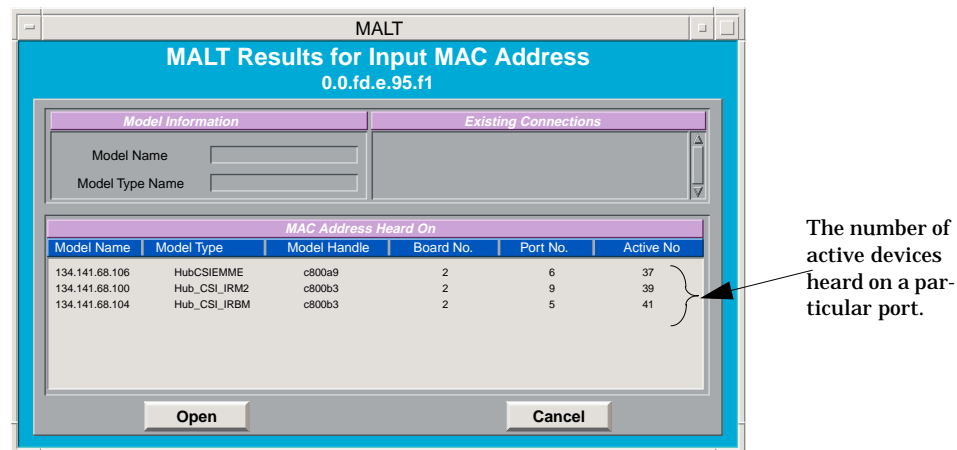 MALT
MALT Results for Input MAC Address
0.0.fd.e.95.f1
Model Information
Existing Connections
Model Name
Model Type Name
MAC Address Heard On
Model Name Model Type Model Handle Board No. Port No. Active No
134.141.68.106 HubCSIEMME c800a9 2 6 37
134.141.68.100 Hub_CSI_IRM2 c800b3 2 9 39
134.141.68.104 Hub_CSI_IRBM c800b3 2 5 41
Open Cancel
The number of
active devices
heard on a par-
ticular port.